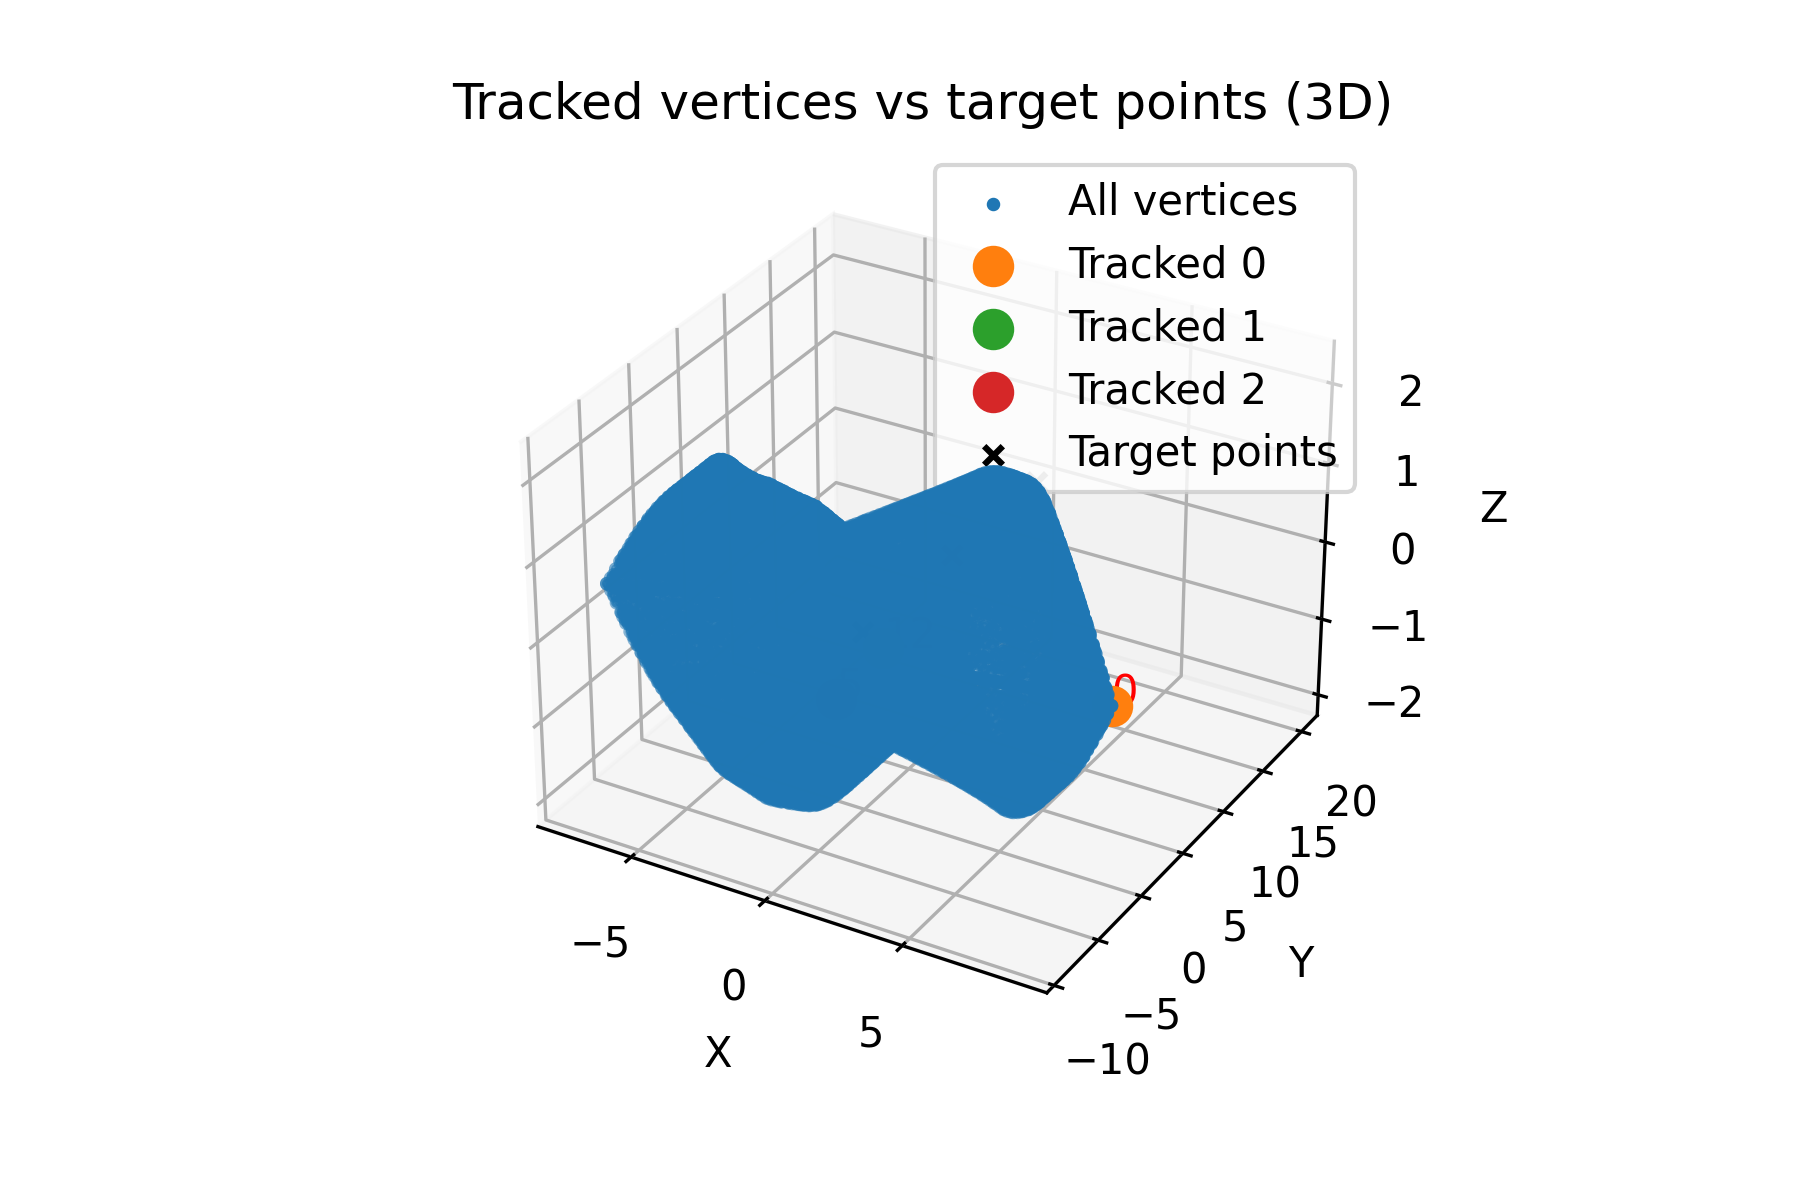 Tracked vertices vs target points (3D)
All vertices
Tracked 0
Tracked 1
Tracked 2
Target points
2
1
0
−1
−2
Z
0
20
15
10
5
0
−5
−10
Y
−5
0
5
X